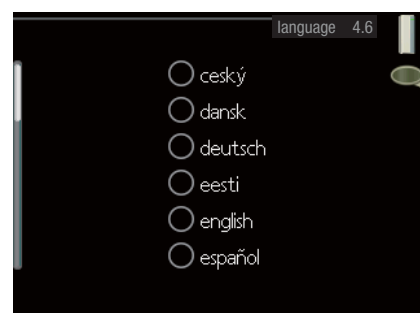 language 4.6
ceský
dansk
deutsch
eesti
english
español